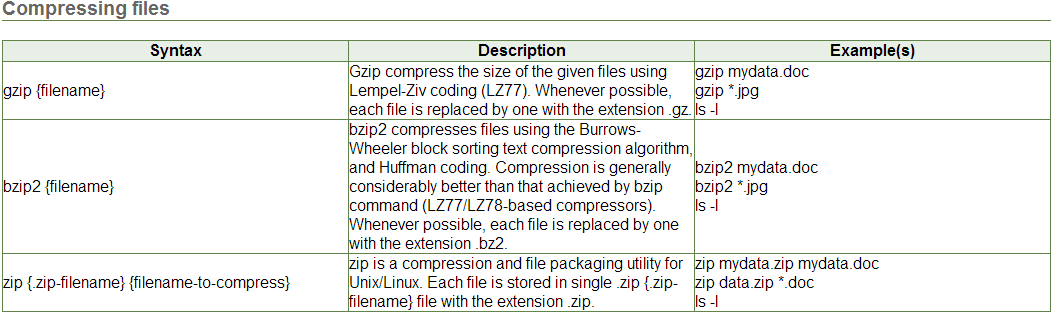 Compressing files
Syntax
Description
Example(s)
gzip {filename}
Gzip compress the size of the given files using
Lempel-Ziv coding (LZ77). Whenever possible,
each file is replaced by one with the extension .gz.
gzip mydata.doc
gzip *.jpg
ls -l
bzip2 {filename}
bzip2 compresses files using the Burrows-
Wheeler block sorting text compression algorithm,
and Huffman coding. Compression is generally
considerably better than that achieved by bzip
command (LZ77/LZ78-based compressors).
Whenever possible, each file is replaced by one
with the extension .bz2.
bzip2 mydata.doc
bzip2 *.jpg
ls -l
zip {.zip-filename} {filename-to-compress}
zip is a compression and file packaging utility for
Unix/Linux. Each file is stored in single .zip {.zip-
filename} file with the extension .zip.
zip mydata.zip mydata.doc
zip data.zip *.doc
ls -l